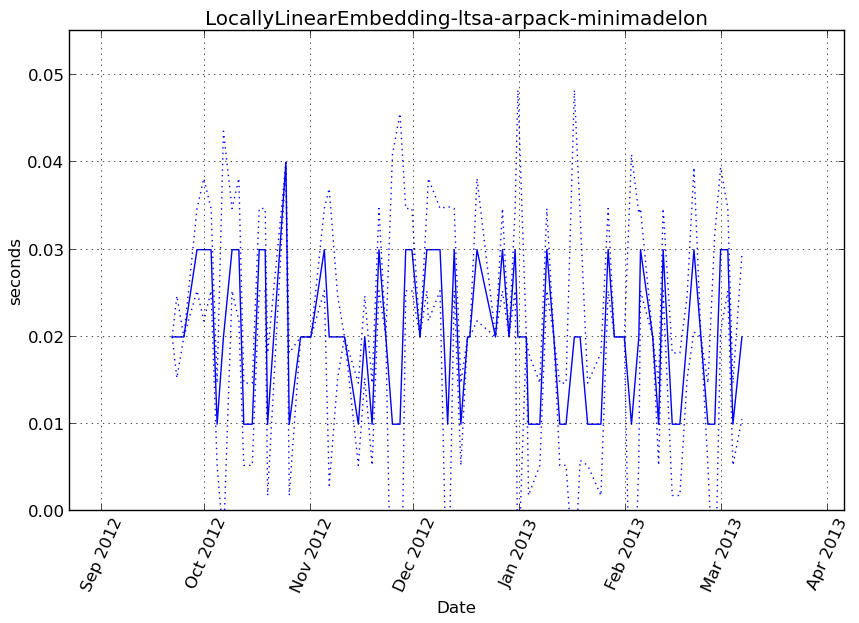 LocallyLinearEmbedding-ltsa-arpack-minimadelon
0.05
0.04
0.03
0.02
0.01
0.00
seconds
Sep 2012
Oct 2012
Nov 2012
Dec 2012
Jan 2013
Feb 2013
Mar 2013
Apr 2013
Date